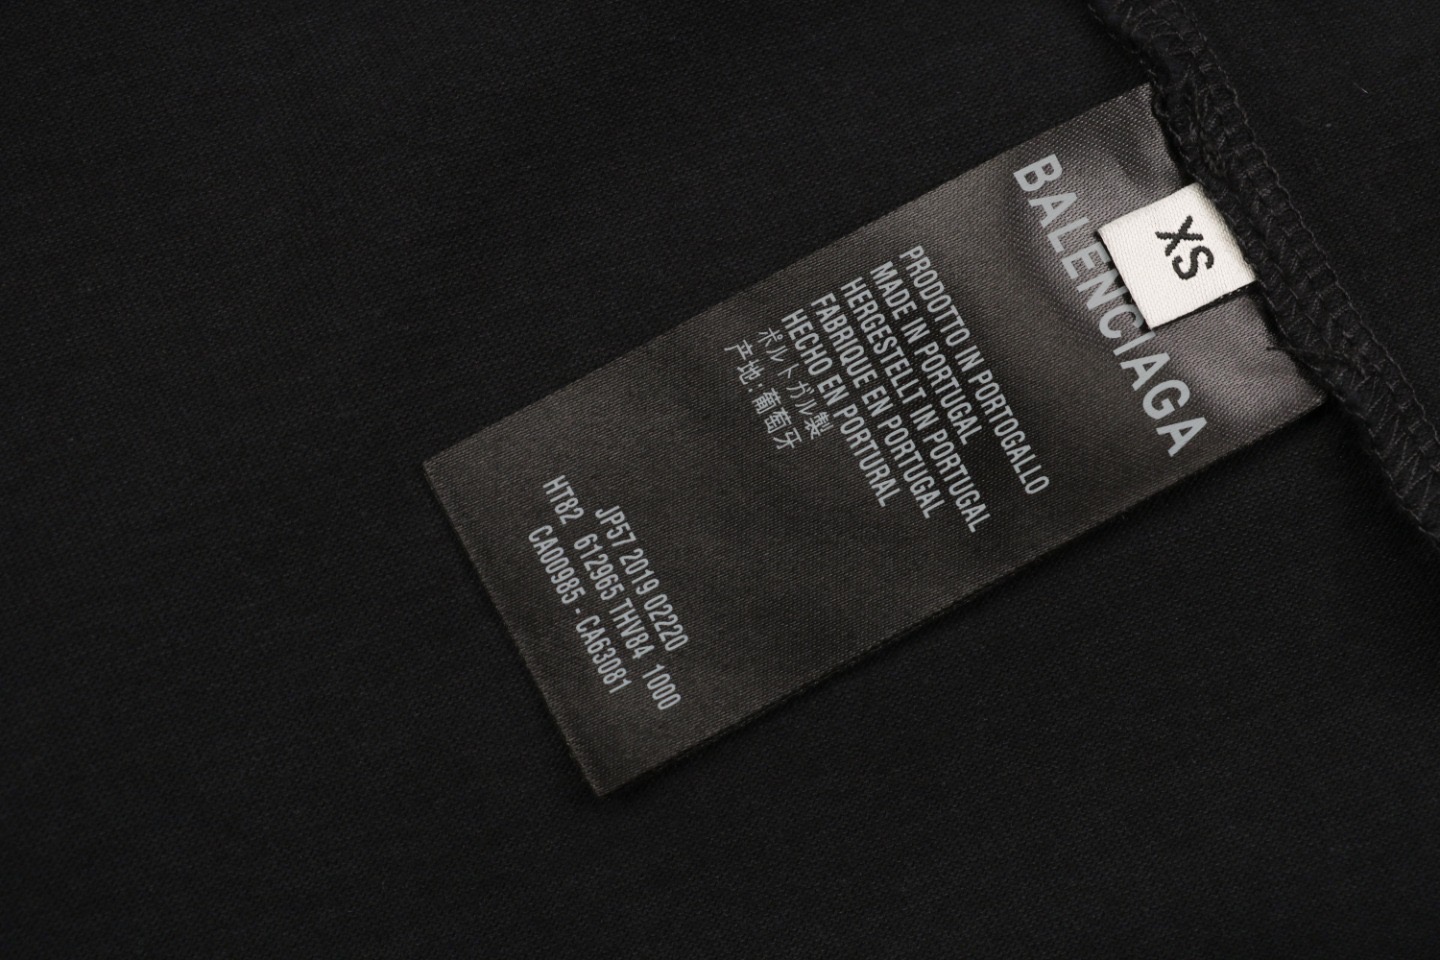 BALENCIAGA
XS
PRODOTTO IN PORTOGALLO
MADE IN PORTUGAL
HERGESTELLT IN PORTUGAL
FABRIQUE EN PORTUGAL
HECHO EN PORTURAL
ポルトガル製
产地:葡萄牙
JP57 2019 02220
HT82 612965 THV84 1000
CA00985 - CA63081